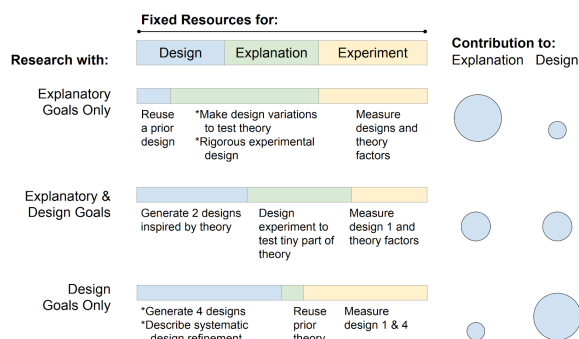 Fixed Resources for:
Research with:
Design
Explanation
Experiment
Contribution to:
Explanation
Design
Explanatory
Goals Only
Reuse
a prior
design
*Make design variations
to test theory
*Rigorous experimental
design
Measure
designs and
theory
factors
Explanatory &
Design Goals
Generate 2 designs
inspired by theory
Design
experiment to
test tiny part of
theory
Measure
design 1 and
theory factors
Design
Goals Only
*Generate 4 designs
*Describe systematic
design refinement
Reuse
prior
theory
Measure
design 1 & 4